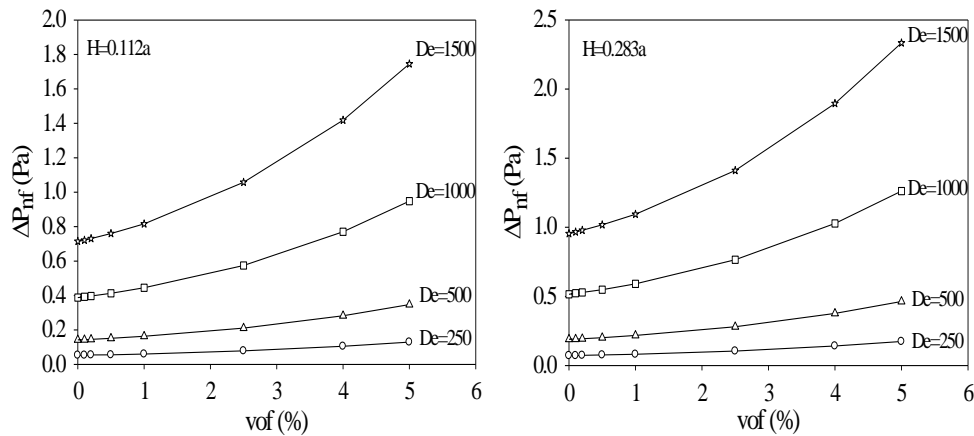 2.0
1.8
1.6
1.4
1.2
1.0
0.8
0.6
0.4
0.2
0.0
ΔPnf (Pa)
H=0.112a
De=1500
De=1000
De=500
De=250
0 1 2 3 4 5 6
vof (%)
2.5
2.0
1.5
1.0
0.5
0.0
ΔPnf (Pa)
H=0.283a
De=1500
De=1000
De=500
De=250
0 1 2 3 4 5 6
vof (%)